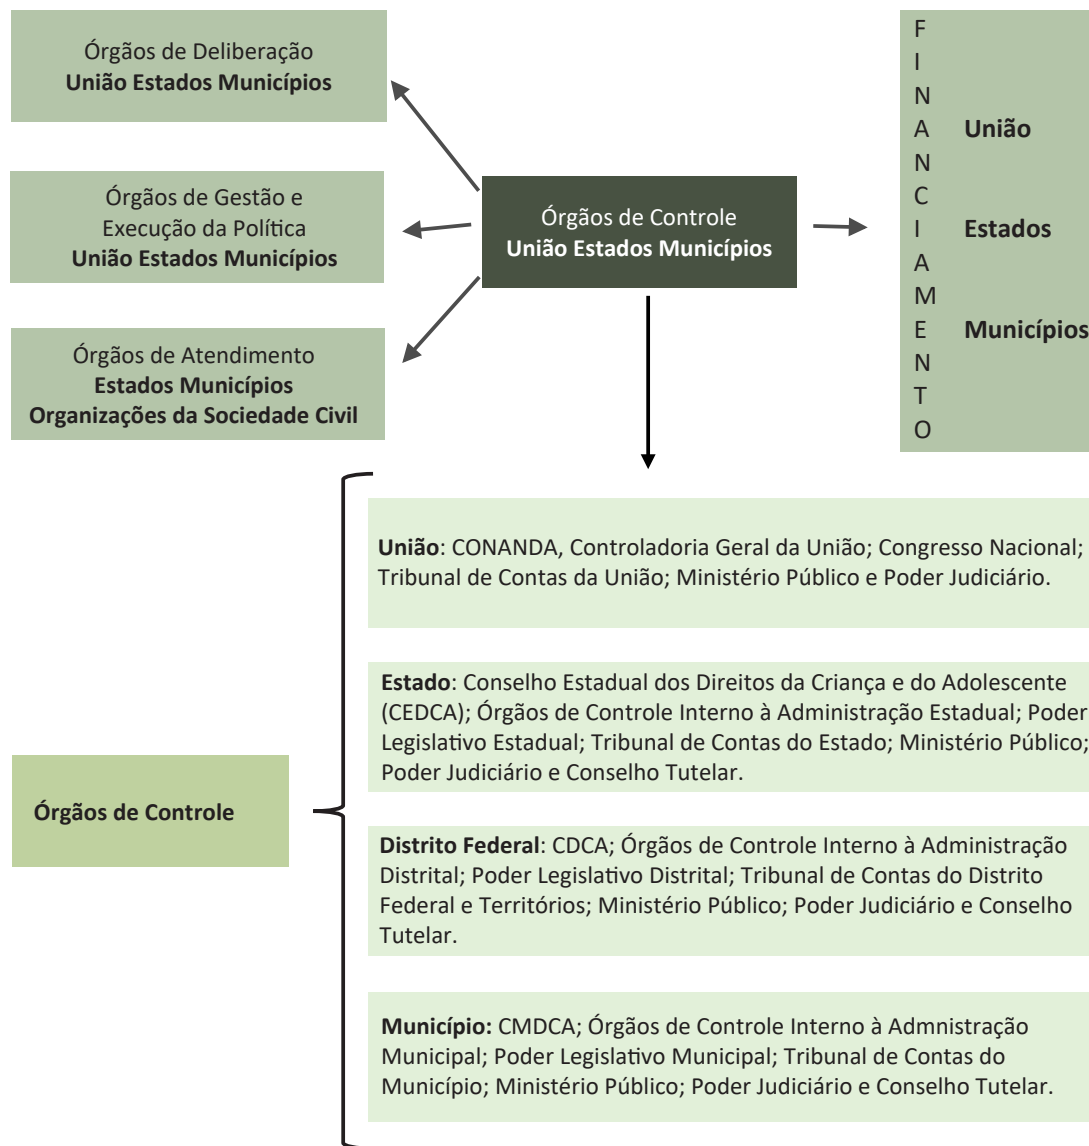 Órgãos de Deliberação
União Estados Municípios
Órgãos de Gestão e
Execução da Política
União Estados Municípios
Órgãos de Atendimento
Estados Municípios
Organizações da Sociedade Civil
Órgãos de Controle
União Estados Municípios
FINANCIAMENTO
União
Estados
Municípios
Órgãos de Controle
União: CONANDA, Controladoria Geral da União; Congresso Nacional;
Tribunal de Contas da União; Ministério Público e Poder Judiciário.
Estado: Conselho Estadual dos Direitos da Criança e do Adolescente
(CEDCA); Órgãos de Controle Interno à Administração Estadual; Poder
Legislativo Estadual; Tribunal de Contas do Estado; Ministério Público;
Poder Judiciário e Conselho Tutelar.
Distrito Federal: CDCA; Órgãos de Controle Interno à Administração
Distrital; Poder Legislativo Distrital; Tribunal de Contas do Distrito
Federal e Territórios; Ministério Público; Poder Judiciário e Conselho
Tutelar.
Município: CMDCA; Órgãos de Controle Interno à Admnistração
Municipal; Poder Legislativo Municipal; Tribunal de Contas do
Município; Ministério Público; Poder Judiciário e Conselho Tutelar.